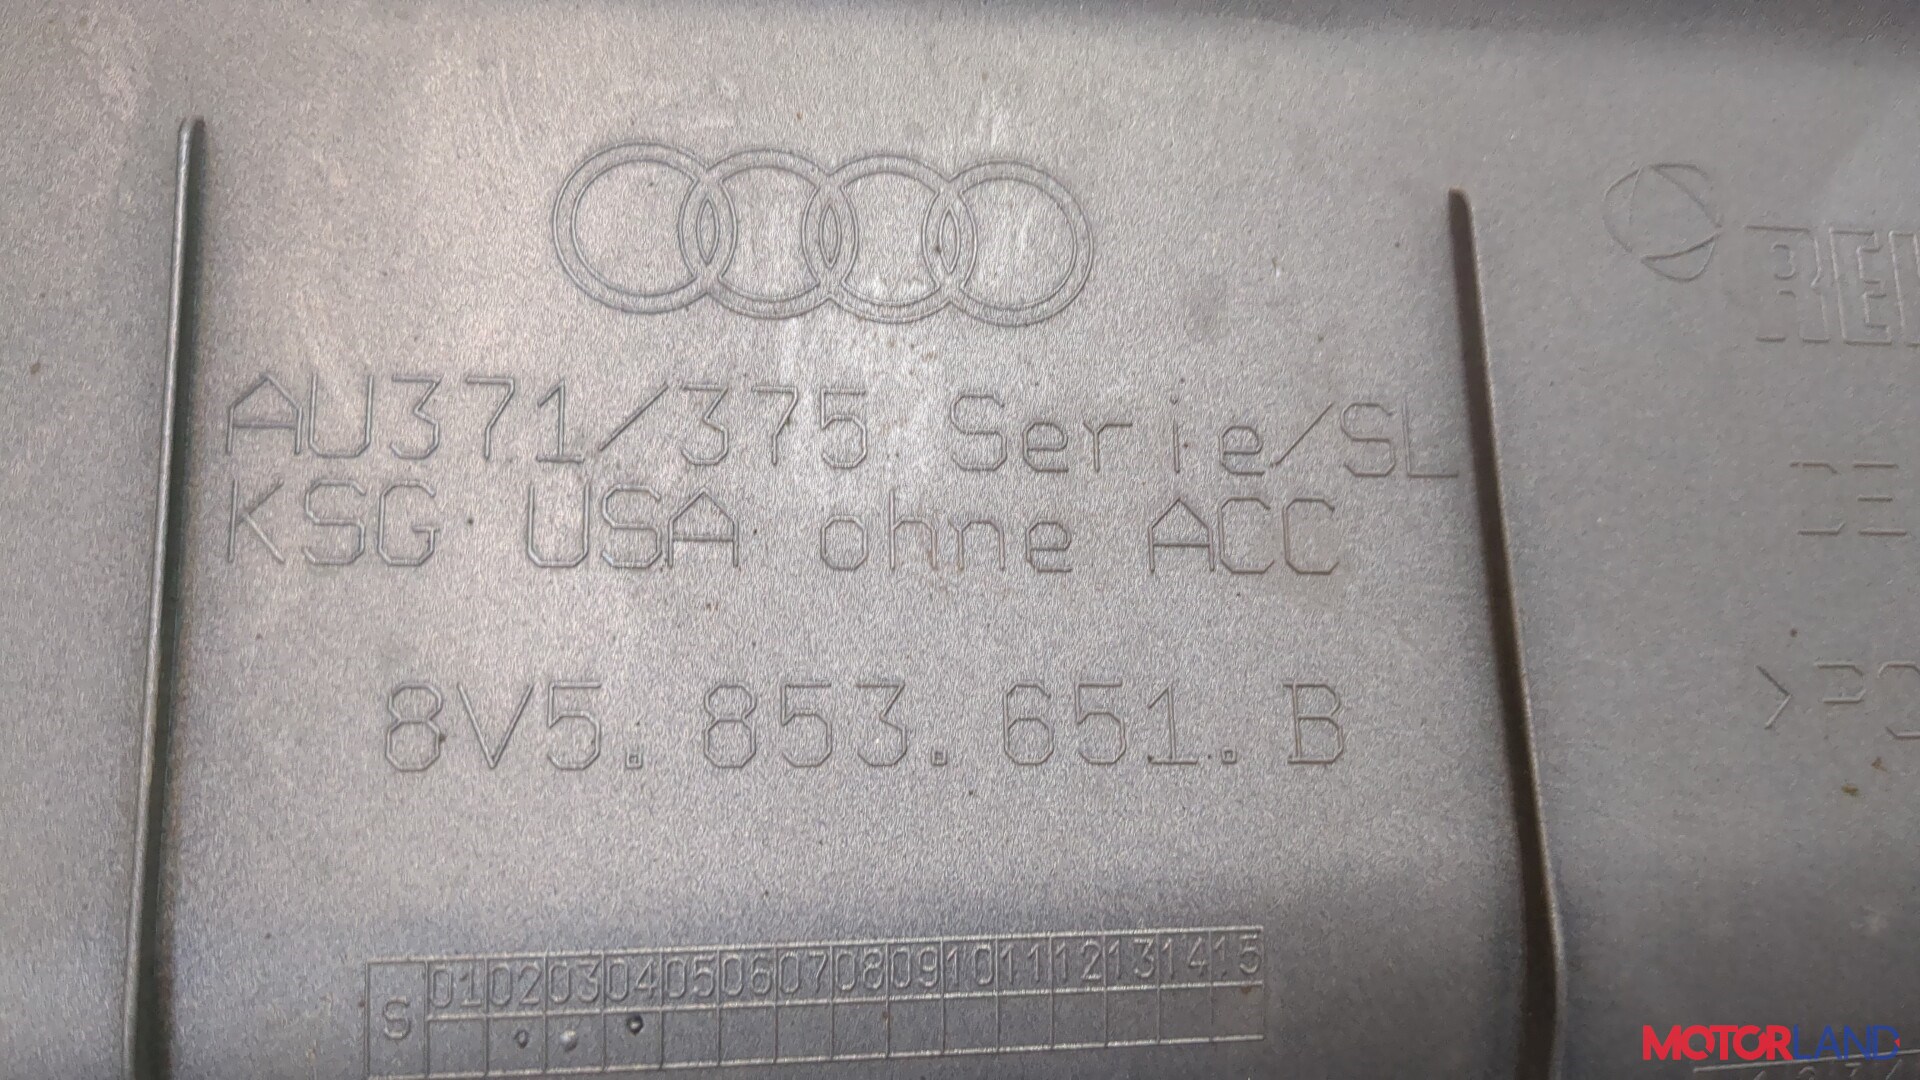 AU371/375 Serie/SL
KSG USA ohne ACC
8V5.853.651.B
S 01 02 03 04 05 06 07 08 09 10 11 12 13 14 15
MOTORLAND